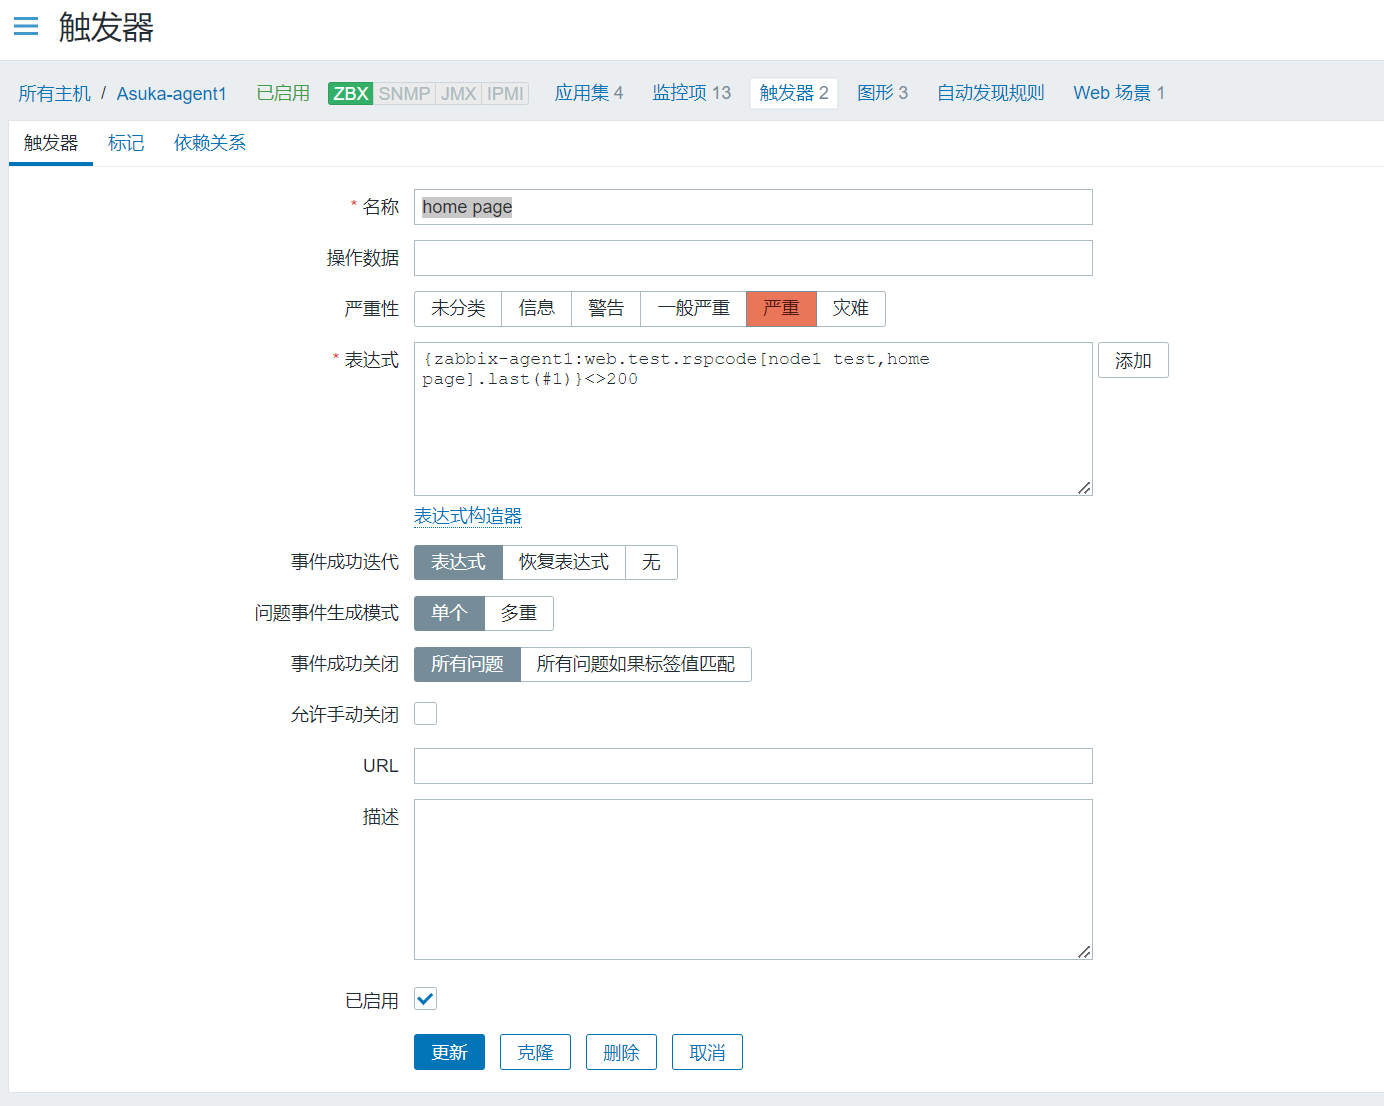 触发器
所有主机 / Asuka-agent1 已启用 ZBX SNMP JMX IPMI 应用集 4 监控项 13 触发器 2 图形 3 自动发现规则 Web 场景 1
触发器 标记 依赖关系
* 名称 home page
操作数据
严重性 未分类 信息 警告 一般严重 严重 灾难
* 表达式 {zabbix-agent1:web.test.rspcode[node1 test,home 添加
page].last(#1)}<>200
表达式构造器
事件成功迭代 表达式 恢复表达式 无
问题事件生成模式 单个 多重
事件成功关闭 所有问题 所有问题如果标签值匹配
允许手动关闭
URL
描述
已启用
更新 克隆 删除 取消